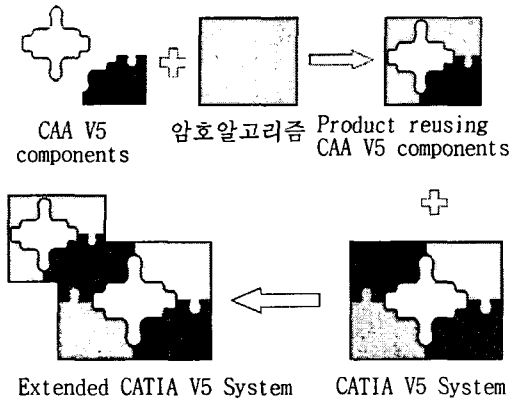 CAA V5
components
암호알고리즘
Product reusing
CAA V5 components
Extended CATIA V5 System
CATIA V5 System